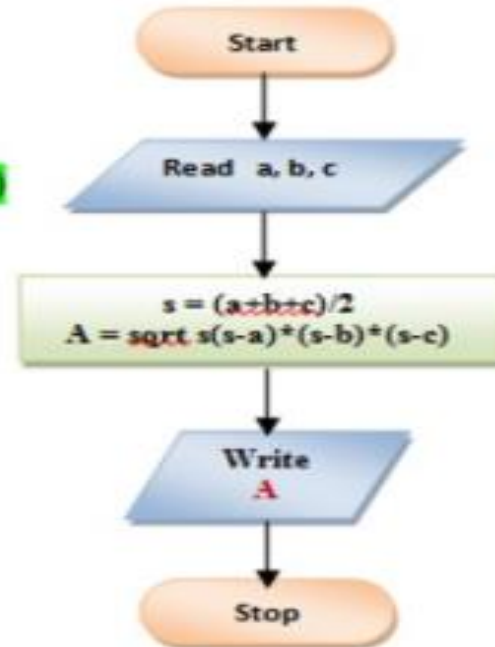 Start
Read a, b, c
s = (a+b+c)/2
A = sqrt s(s-a)*(s-b)*(s-c)
Write
A
Stop